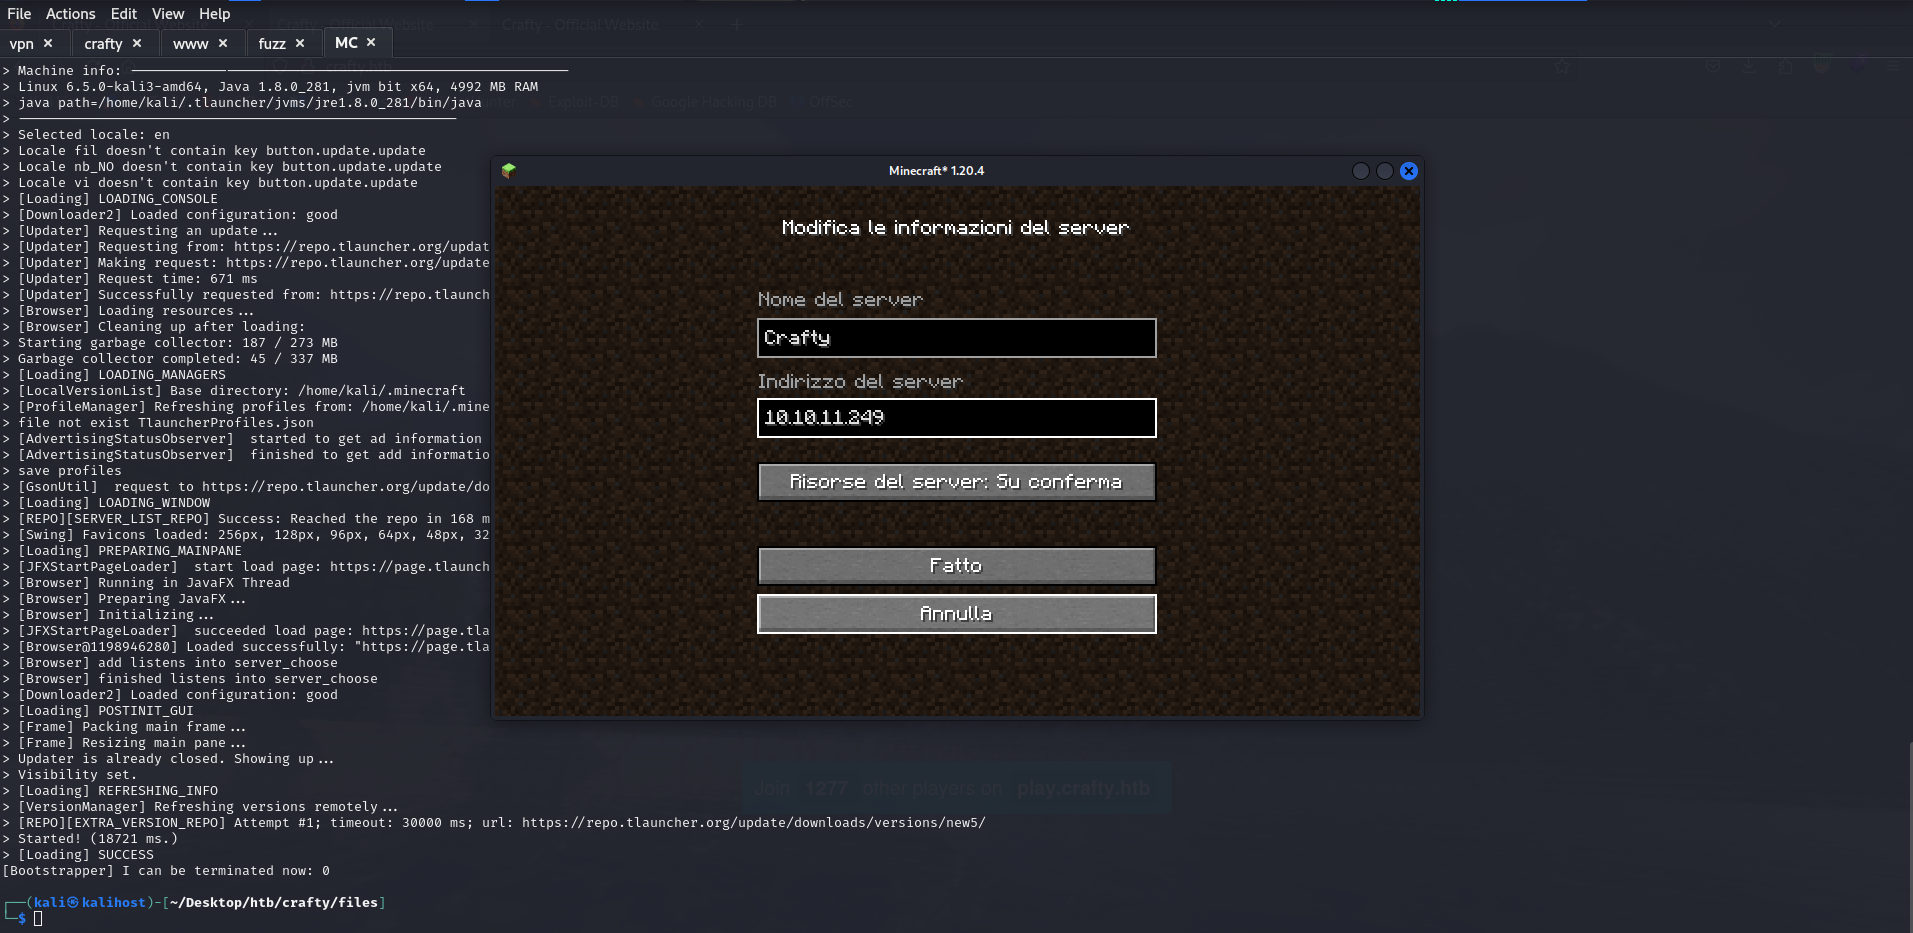 File Actions Edit View Help
Crafty - Official Website
vpn × crafty × www × fuzz × MC ×
> Machine info:
> Linux 6.5.0-kali3-amd64, Java 1.8.0_281, jvm bit x64, 4992 MB RAM
> java path=/home/kali/.tlauncher/jvms/jre1.8.0_281/bin/java
Exploit-DB Google Hacking DB OffSec
>
> Selected locale: en
> Locale fil doesn't contain key button.update.update
> Locale nb_NO doesn't contain key button.update.update
> Locale vi doesn't contain key button.update.update
> [Loading] LOADING_CONSOLE
> [Downloader2] Loaded configuration: good
> [Updater] Requesting an update...
> [Updater] Requesting from: https://repo.tlauncher.org/updat
> [Updater] Making request: https://repo.tlauncher.org/update
> [Updater] Request time: 671 ms
> [Updater] Successfully requested from: https://repo.tlaunch
> [Browser] Loading resources...
> [Browser] Cleaning up after loading:
> Starting garbage collector: 187 / 273 MB
> Garbage collector completed: 45 / 337 MB
> [Loading] LOADING_MANAGERS
> [LocalVersionList] Base directory: /home/kali/.minecraft
> [ProfileManager] Refreshing profiles from: /home/kali/.mine
> file not exist TlauncherProfiles.json
> [AdvertisingStatusObserver]  started to get ad information
> [AdvertisingStatusObserver]  finished to get add informatio
> save profiles
> [GsonUtil]  request to https://repo.tlauncher.org/update/do
> [Loading] LOADING_WINDOW
> [REPO][SERVER_LIST_REPO] Success: Reached the repo in 168 m
> [Swing] Favicons loaded: 256px, 128px, 96px, 64px, 48px, 32
> [Loading] PREPARING_MAINPANE
> [JFXStartPageLoader]  start load page: https://page.tlaunch
> [Browser] Running in JavaFX Thread
> [Browser] Preparing JavaFX...
> [Browser] Initializing...
> [JFXStartPageLoader]  succeeded load page: https://page.tla
> [Browser@1198946280] Loaded successfully: "https://page.tla
> [Browser] add listens into server_choose
> [Browser] finished listens into server_choose
> [Downloader2] Loaded configuration: good
> [Loading] POSTINIT_GUI
> [Frame] Packing main frame...
> [Frame] Resizing main pane...
> Updater is already closed. Showing up...
> Visibility set.
> [Loading] REFRESHING_INFO
> [VersionManager] Refreshing versions remotely...
> [REPO][EXTRA_VERSION_REPO] Attempt #1; timeout: 30000 ms; url: https://repo.tlauncher.org/update/downloads/versions/new5/
> Started! (18721 ms.)
> [Loading] SUCCESS
[Bootstrapper] I can be terminated now: 0
(kali㉿kalihost)-[~/Desktop/htb/crafty/files]
$
Minecraft* 1.20.4
Modifica le informazioni del server
Nome del server
Crafty
Indirizzo del server
10.10.11.249
Risorse del server: Su conferma
Fatto
Annulla
Join 1277 other players on play.crafty.htb